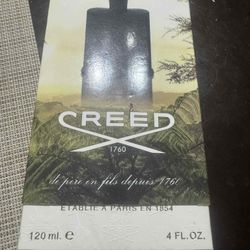 CREED
1760
de père en fils depuis 1760
ETABLIE A PARIS EN 1854
120 ml. e 4 FL.OZ.